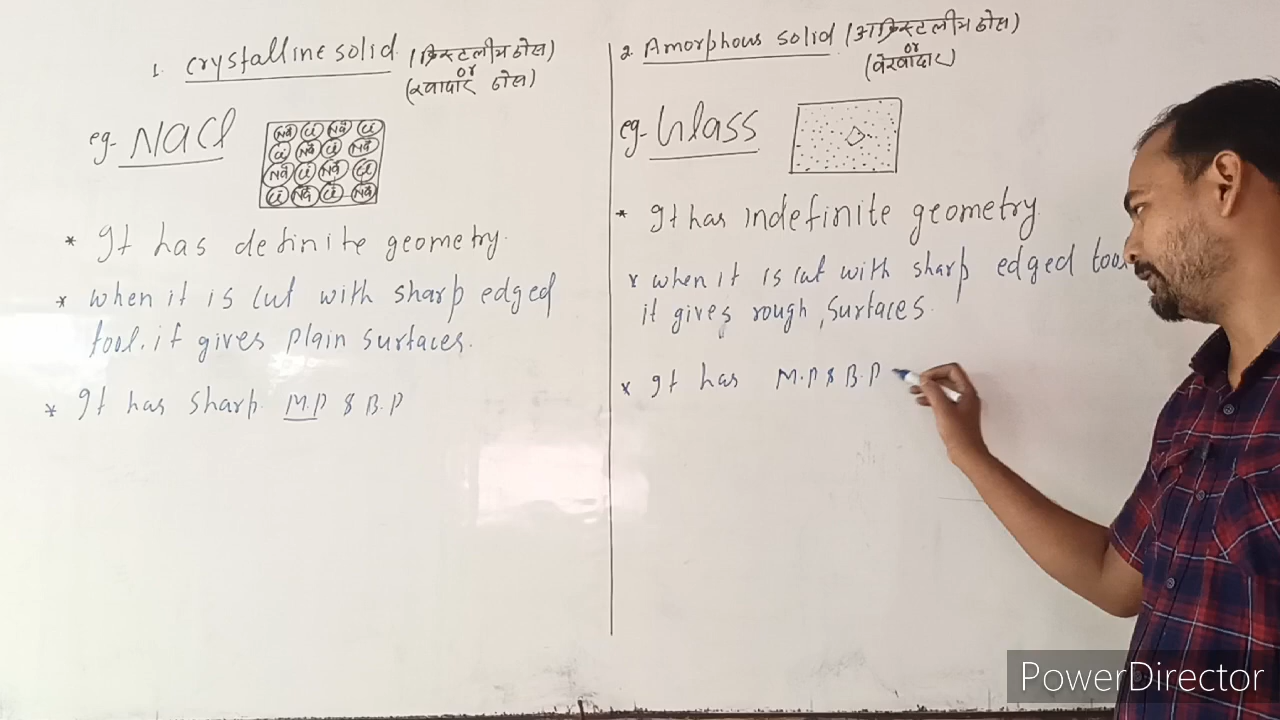 1. Crystalline solid (क्रिस्टलीय ठोस)
or
(रवादार ठोस)
eg- NaCl
Na Cl Na Cl
Cl Na Cl Na
Na Cl Na Cl
Cl Na Cl Na
* It has definite geometry.
* When it is cut with sharp edged
tool. it gives plain surfaces.
* It has sharp M.P & B.P
2. Amorphous solid (अक्रिस्टलीय ठोस)
or
(बेरवादार)
eg- Glass
* It has indefinite geometry.
* when it is cut with sharp edged tool
it gives rough, surfaces.
* It has M.P & B.P
PowerDirector